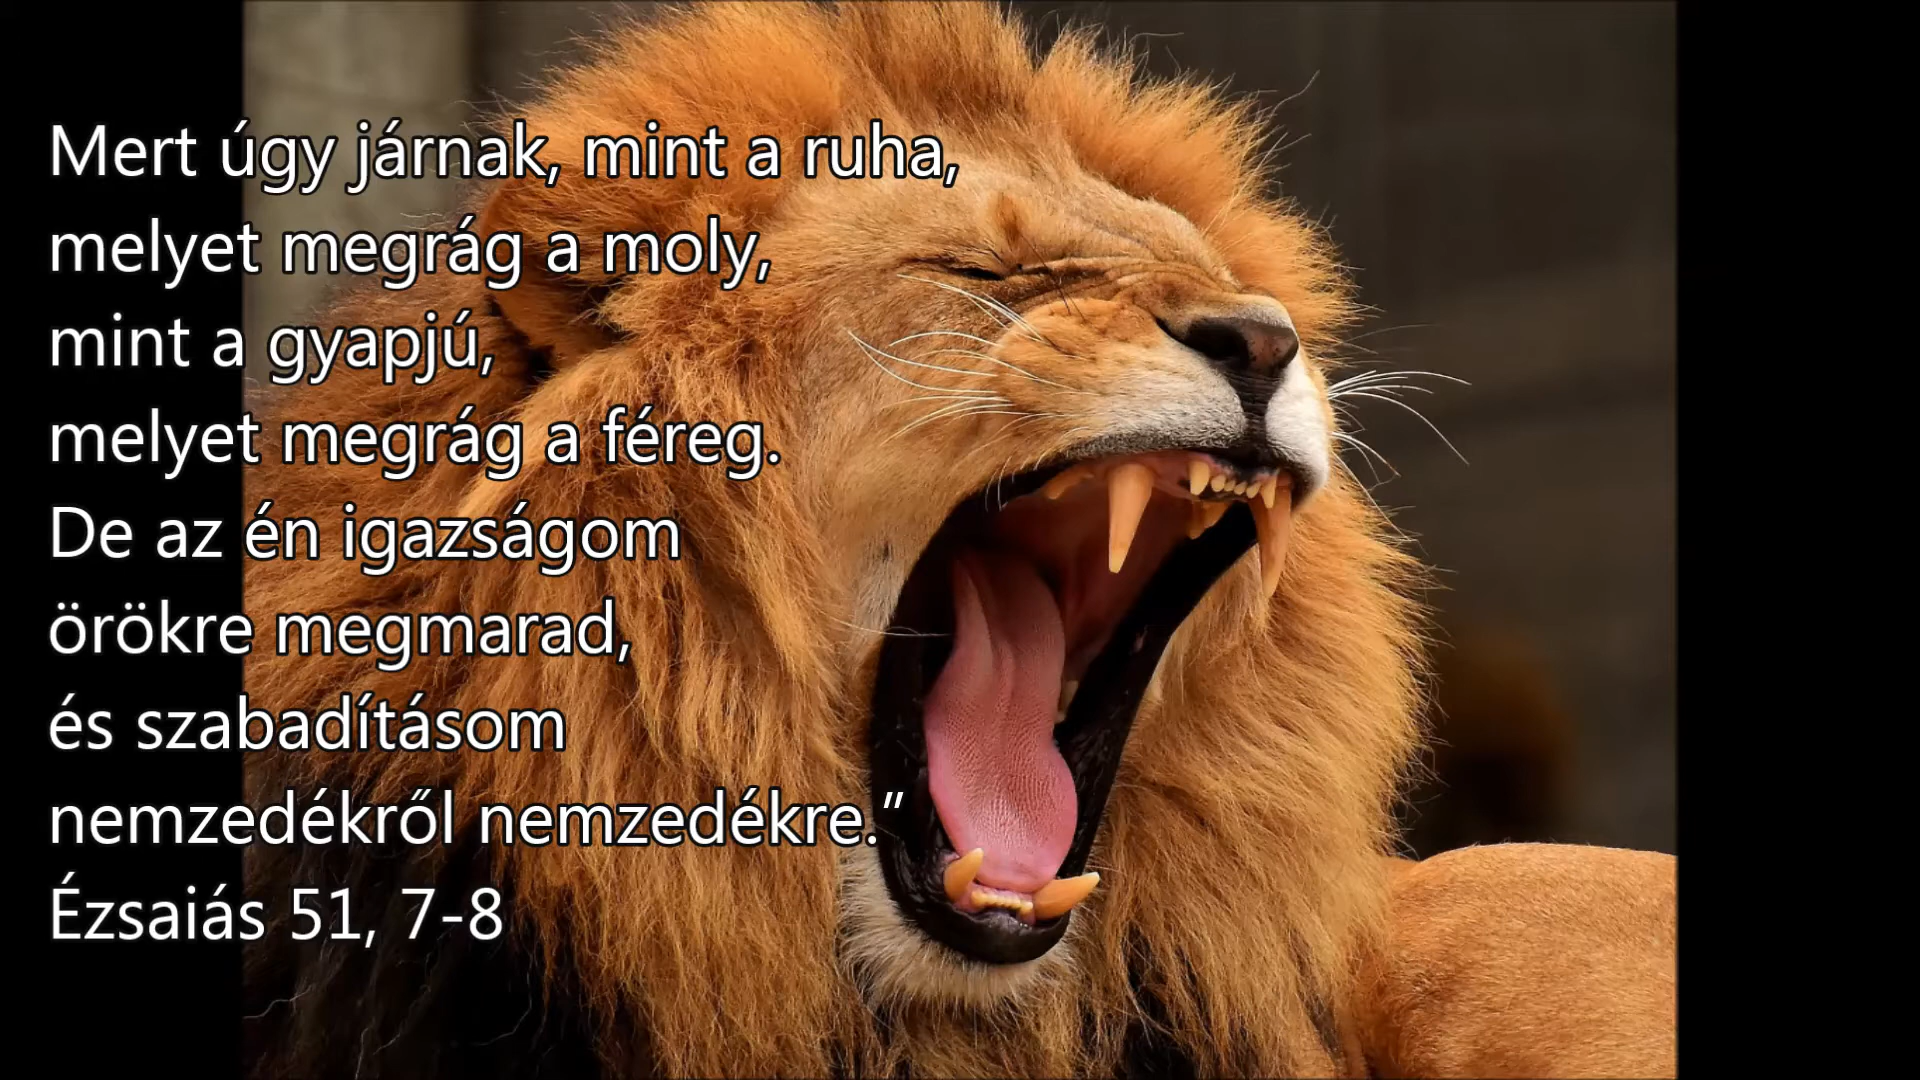 Mert úgy járnak, mint a ruha,
melyet megrág a moly,
mint a gyapjú,
melyet megrág a féreg.
De az én igazságom
örökre megmarad,
és szabadításom
nemzedékről nemzedékre.”
Ézsaiás 51, 7-8